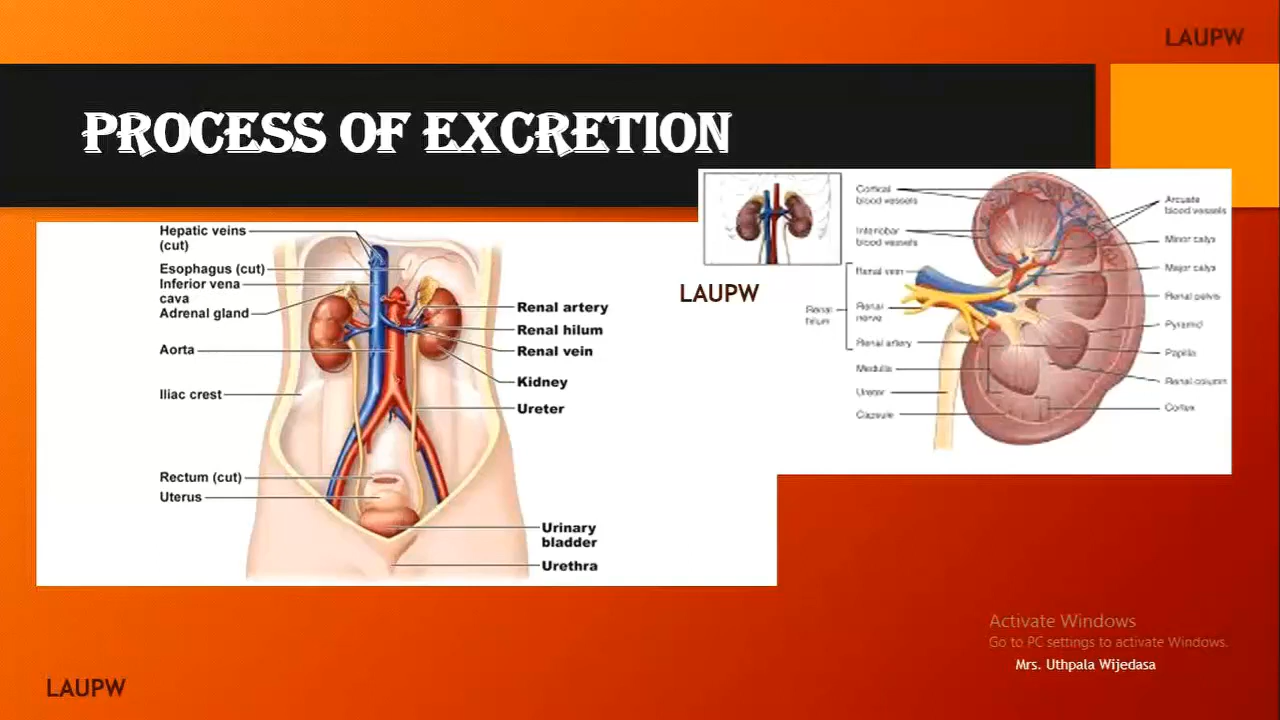 LAUPW
PROCESS OF EXCRETION
Hepatic veins
(cut)
Esophagus (cut)
Inferior vena
cava
Adrenal gland
Aorta
Iliac crest
Rectum (cut)
Uterus
Renal artery
Renal hilum
Renal vein
Kidney
Ureter
Urinary
bladder
Urethra
LAUPW
Cortical
blood vessels
Interlobar
blood vessels
Renal vein
Renal
nerve
Renal
hilum
Renal artery
Medulla
Ureter
Capsule
Arcuate
blood vessels
Minor calyx
Major calyx
Renal pelvis
Pyramid
Papilla
Renal column
Cortex
Activate Windows
Go to PC settings to activate Windows.
Mrs. Uthpala Wijedasa
LAUPW